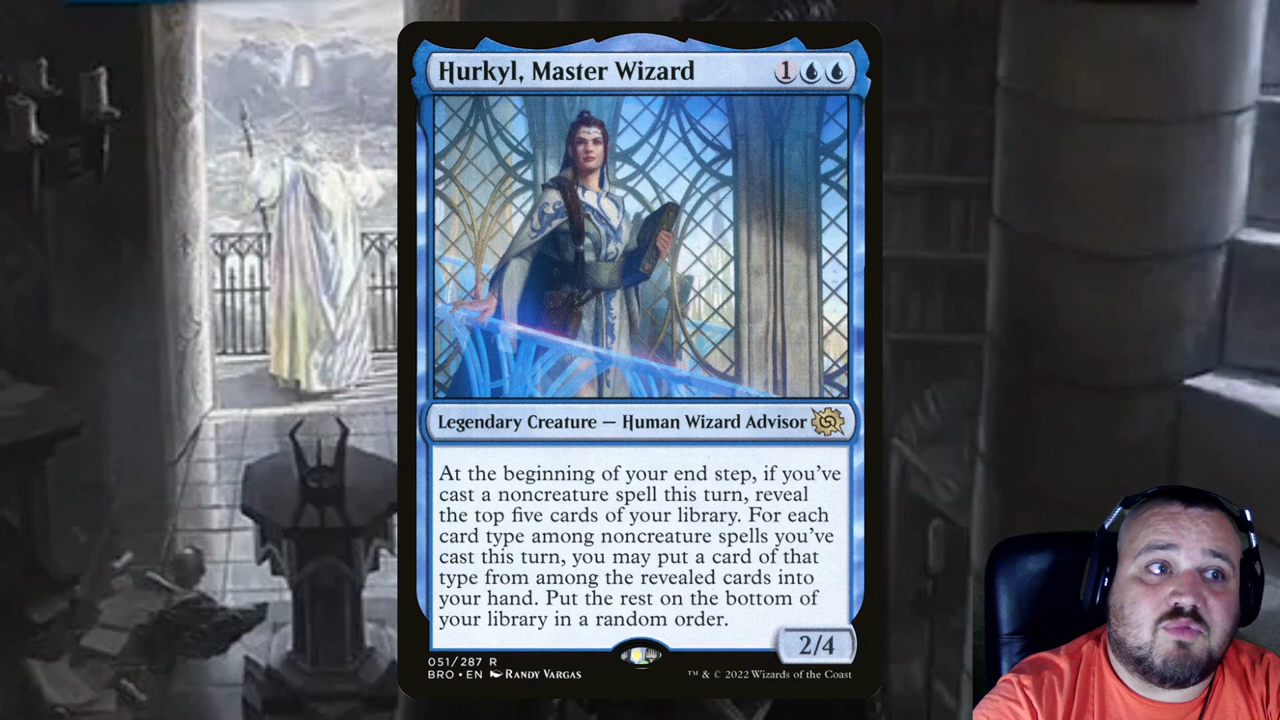 Hurkyl, Master Wizard 1
Legendary Creature — Human Wizard Advisor
At the beginning of your end step, if you've
cast a noncreature spell this turn, reveal
the top five cards of your library. For each
card type among noncreature spells you've
cast this turn, you may put a card of that
type from among the revealed cards into
your hand. Put the rest on the bottom of
your library in a random order.
2/4
051/287 R
BRO • EN RANDY VARGAS
™ & © 2022 Wizards of the Coast